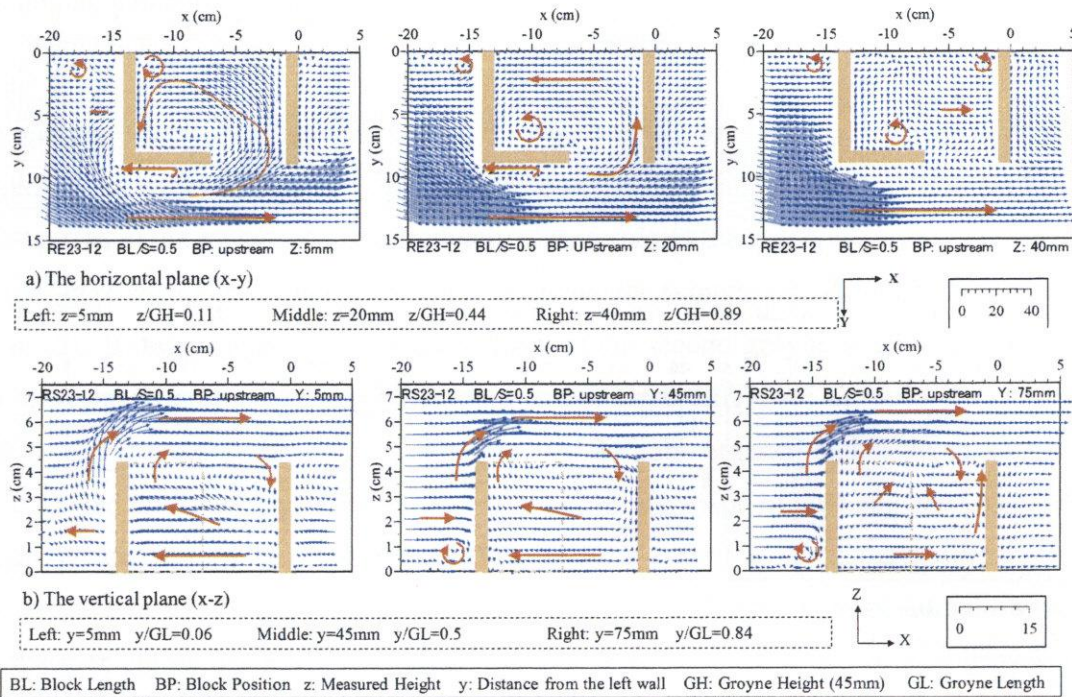 x (cm) x (cm) x (cm)
-20 -15 -10 -5 0 5 -20 -15 -10 -5 0 5 -20 -15 -10 -5 0 5
0 0 0
5 5 5
y (cm) y (cm) y (cm)
10 10 10
15 15 15
RE23-12 BL/S=0.5 BP: upstream Z: 5mm RE23-12 BL/S=0.5 BP: UPstream Z: 20mm RE23-12 BL/S=0.5 BP: upstream Z: 40mm
a) The horizontal plane (x-y)
X
Y
0 20 40
Left: z=5mm z/GH=0.11 Middle: z=20mm z/GH=0.44 Right: z=40mm z/GH=0.89
x (cm) x (cm) x (cm)
-20 -15 -10 -5 0 5 -20 -15 -10 -5 0 5 -20 -15 -10 -5 0 5
RS23-12 BL/S=0.5 BP: upstream Y: 5mm RS23-12 BL/S=0.5 BP: upstream Y: 45mm RS23-12 BL/S=0.5 BP: upstream Y: 75mm
7 7 7
6 6 6
5 5 5
4 4 4
z (cm) z (cm) z (cm)
3 3 3
2 2 2
1 1 1
0 0 0
b) The vertical plane (x-z)
Z
X
0 15
Left: y=5mm y/GL=0.06 Middle: y=45mm y/GL=0.5 Right: y=75mm y/GL=0.84
BL: Block Length BP: Block Position z: Measured Height y: Distance from the left wall GH: Groyne Height (45mm) GL: Groyne Length